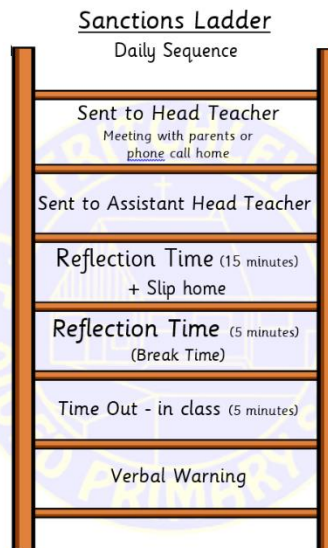 Sanctions Ladder
Daily Sequence
Sent to Head Teacher
Meeting with parents or
phone call home
Sent to Assistant Head Teacher
Reflection Time (15 minutes)
+ Slip home
Reflection Time (5 minutes)
(Break Time)
Time Out - in class (5 minutes)
Verbal Warning